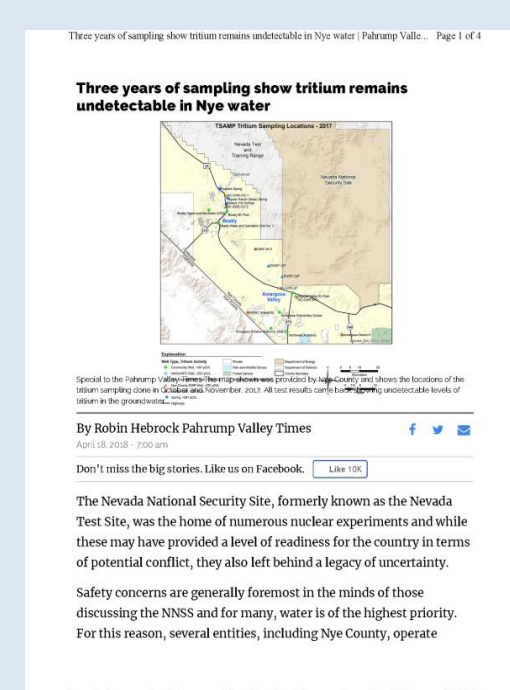 Three years of sampling show tritium remains undetectable in Nye water | Pahrump Valle... Page 1 of 4
Three years of sampling show tritium remains
undetectable in Nye water
TSAMP Tritium Sampling Locations - 2017
Nevada Test
and
Training Range
Nevada National
Security Site
Beatty
Amargosa
Valley
Explanation
Special to the Pahrump Valley Times The map shown was provided by Nye County and shows the locations of the
tritium sampling done in October and November, 2017. All test results came back showing undetectable levels of
tritium in the groundwater.
By Robin Hebrock Pahrump Valley Times
April 18, 2018 - 7:00 am
Don't miss the big stories. Like us on Facebook.
Like 10K
The Nevada National Security Site, formerly known as the Nevada
Test Site, was the home of numerous nuclear experiments and while
these may have provided a level of readiness for the country in terms
of potential conflict, they also left behind a legacy of uncertainty.
Safety concerns are generally foremost in the minds of those
discussing the NNSS and for many, water is of the highest priority.
For this reason, several entities, including Nye County, operate